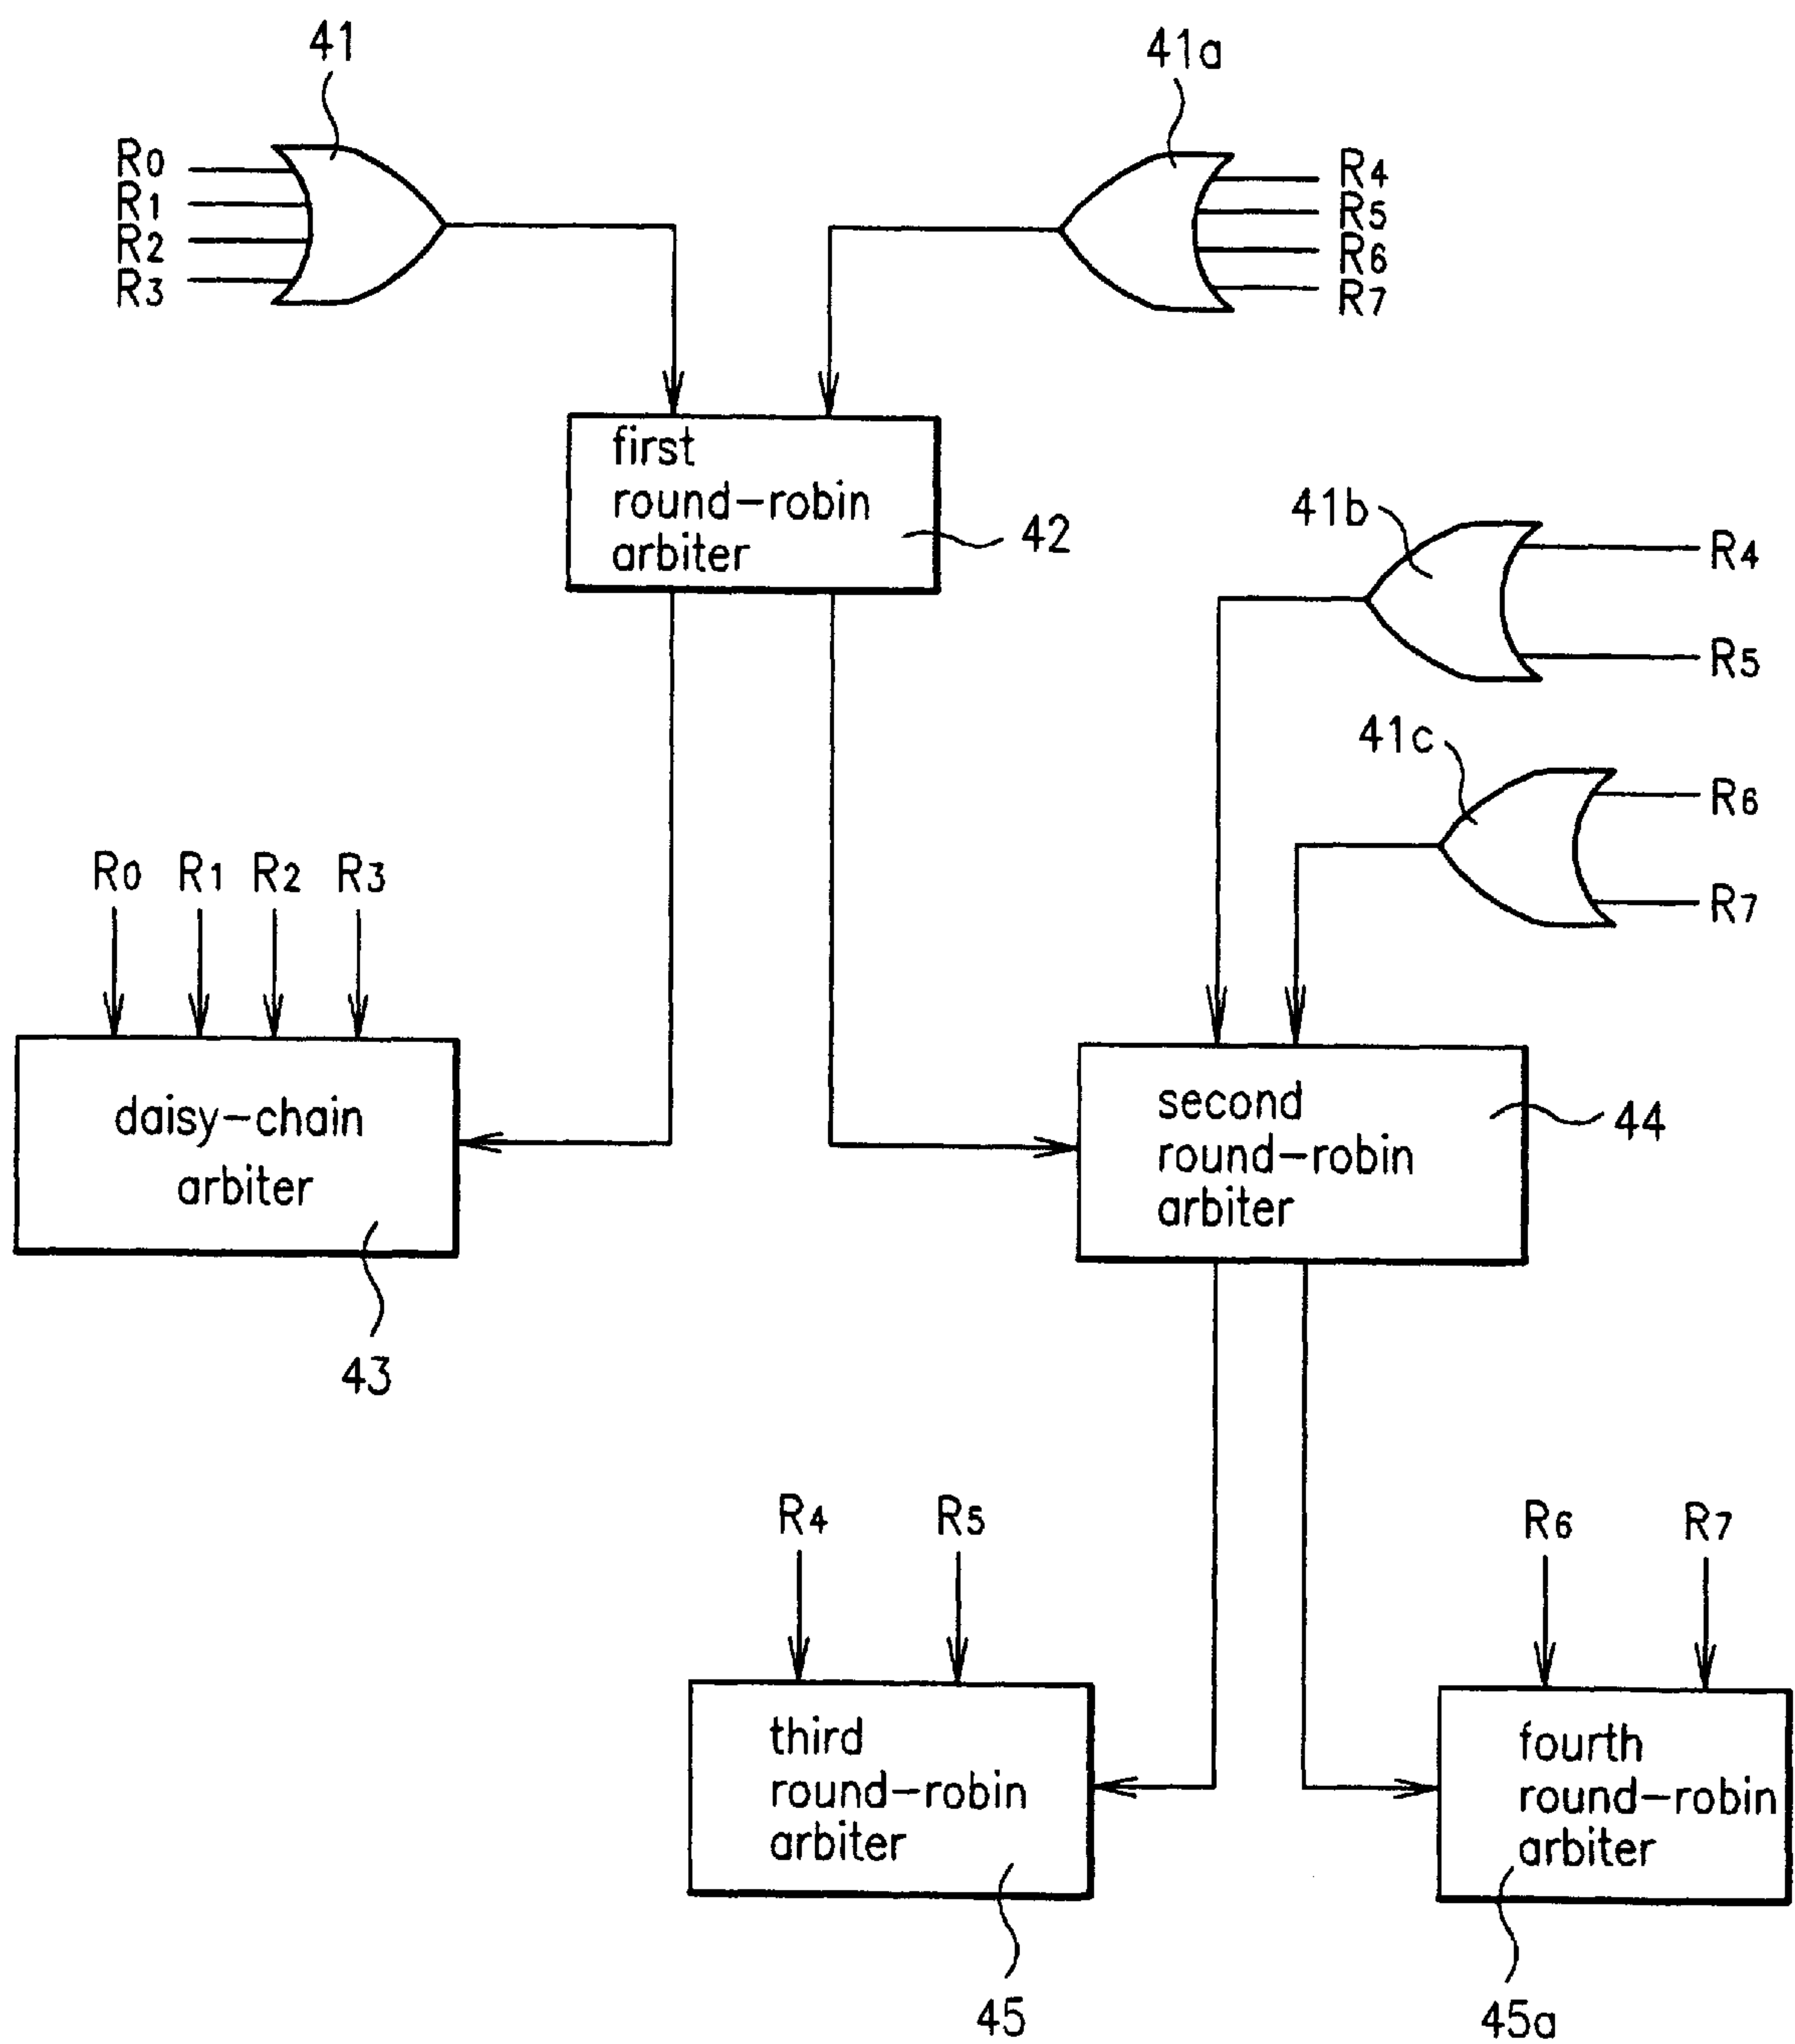 41
41a
R0
R1
R2
R3
R4
R5
R6
R7
first
round-robin
arbiter
42
41b
R4
R5
41c
R6
R7
R0 R1 R2 R3
daisy-chain
arbiter
43
second
round-robin
arbiter
44
R4 R5
R6 R7
third
round-robin
arbiter
45
fourth
round-robin
arbiter
45a